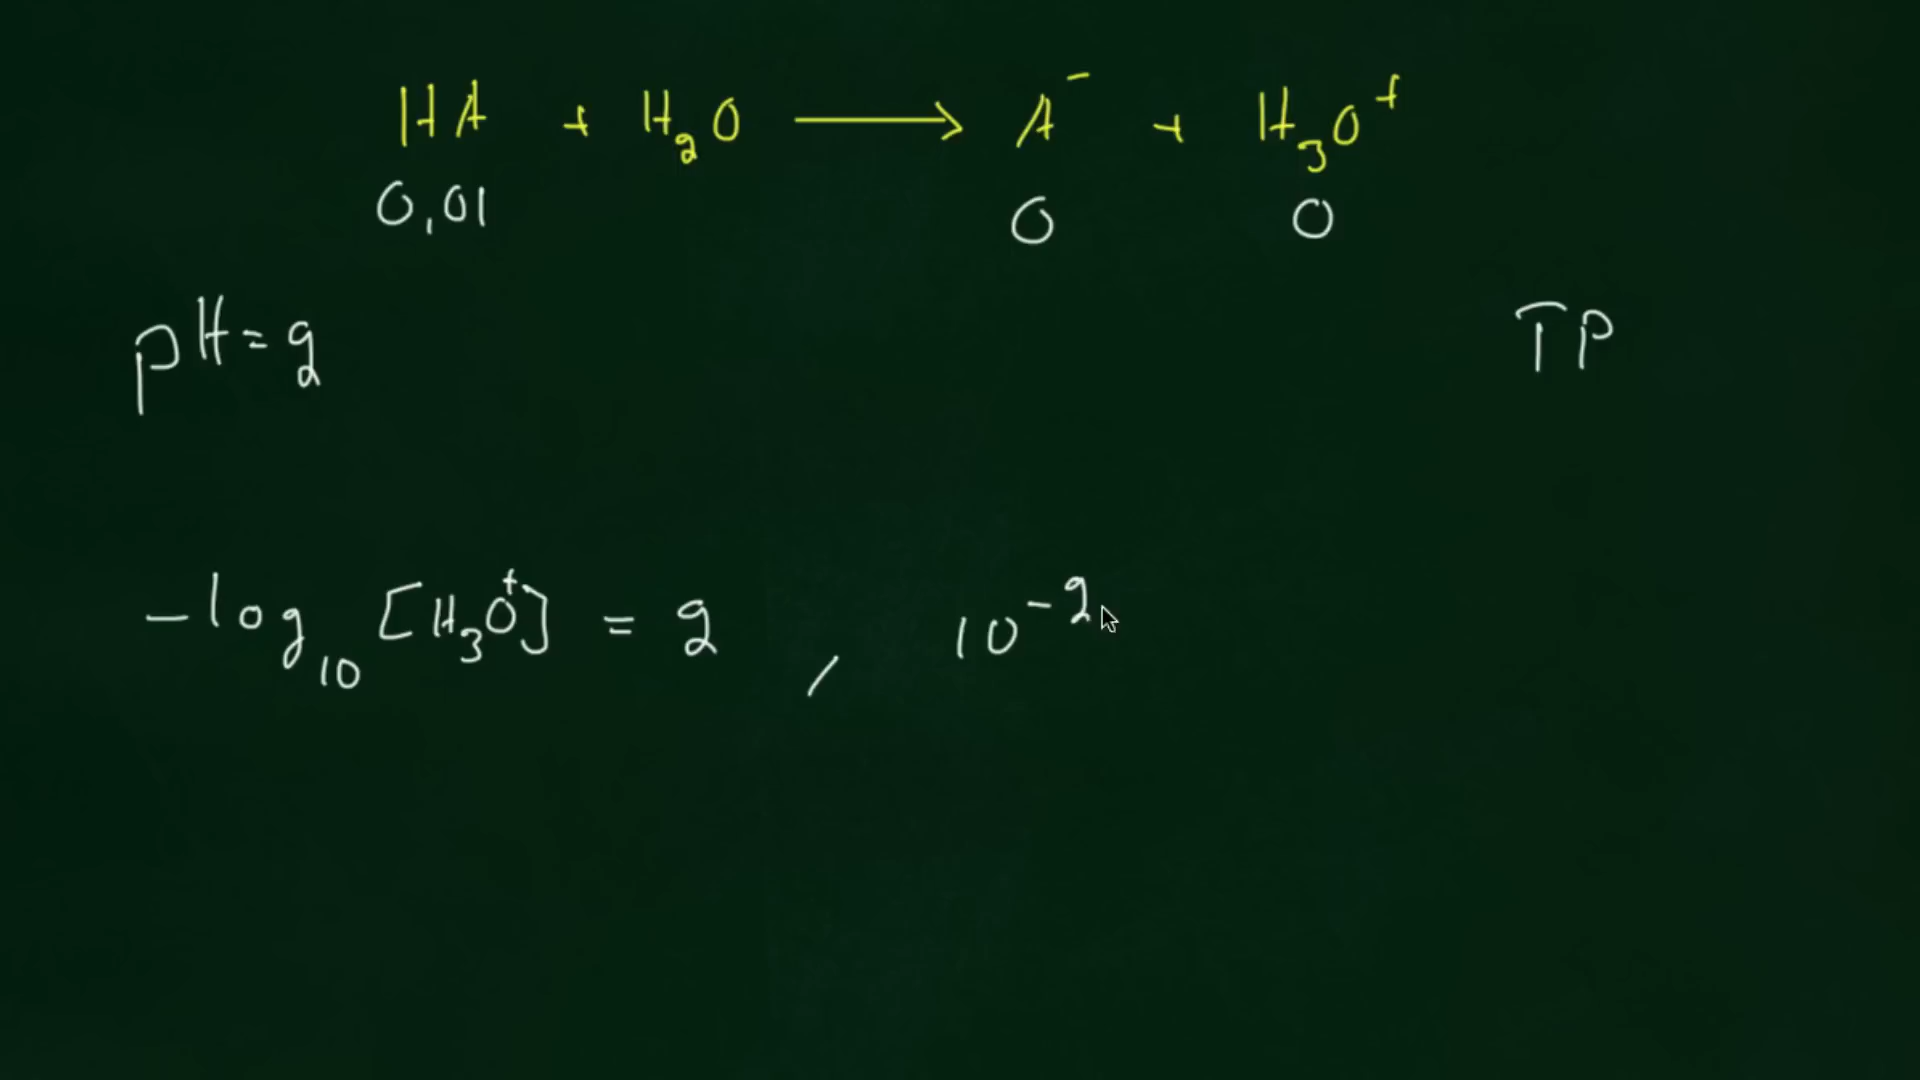 HA + H₂O ⟶ A⁻ + H₃O⁺
0,01 0 0
pH = 2 TP
-log₁₀ [H₃O⁺] = 2 , 10⁻²